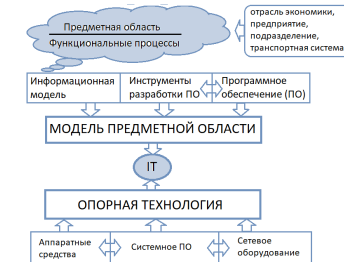 Предметная область
Функциональные процессы
отрасль экономики,
предприятие,
подразделение,
транспортная система
Информационная
модель
Инструменты
разработки ПО
Программное
обеспечение (ПО)
МОДЕЛЬ ПРЕДМЕТНОЙ ОБЛАСТИ
IT
ОПОРНАЯ ТЕХНОЛОГИЯ
Аппаратные
средства
Системное ПО
Сетевое
оборудование